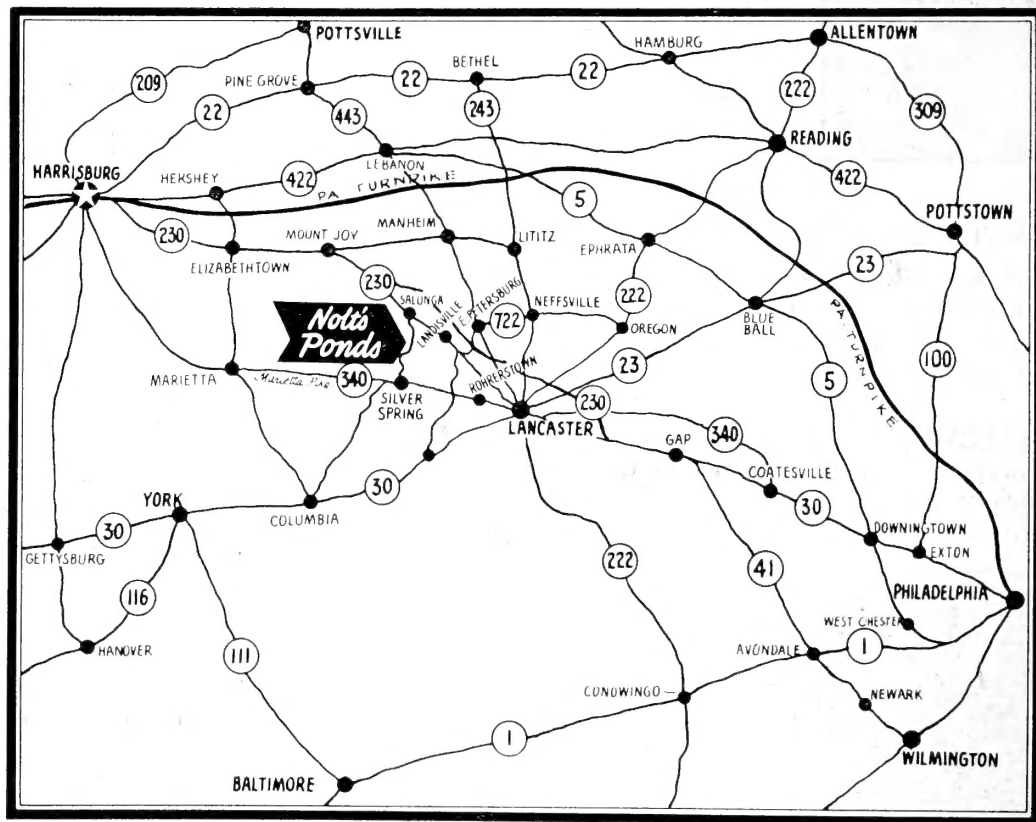 POTTSVILLE
ALLENTOWN
HAMBURG
BETHEL
209
PINE GROVE
22
22
222
22
243
309
443
READING
HARRISBURG
LEBANON
HERSHEY
422
PA TURNPIKE
422
5
POTTSTOWN
230
MOUNT JOY
MANHEIM
LITITZ
EPHRATA
ELIZABETHTOWN
23
230
SALUNGA
LANDISVILLE
E. PETERSBURG
722
NEFFSVILLE
222
OREGON
BLUE
BALL
PA. TURNPIKE
Nolt's
Ponds
MARIETTA
Marietta Pike
340
SILVER
SPRING
ROHRERSTOWN
23
5
100
230
LANCASTER
340
GAP
COATESVILLE
YORK
30
30
COLUMBIA
30
DOWNINGTOWN
EXTON
GETTYSBURG
222
41
PHILADELPHIA
116
WEST CHESTER
HANOVER
AVONDALE
1
111
CONOWINGO
NEWARK
1
WILMINGTON
BALTIMORE